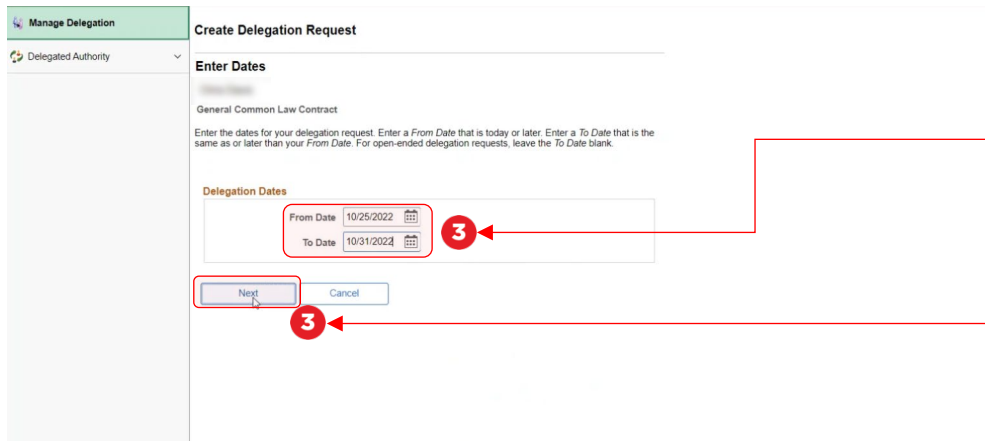 Manage Delegation
Delegated Authority
Create Delegation Request
Enter Dates
General Common Law Contract
Enter the dates for your delegation request. Enter a From Date that is today or later. Enter a To Date that is the
same as or later than your From Date. For open-ended delegation requests, leave the To Date blank.
Delegation Dates
From Date 10/25/2022
To Date 10/31/2022
3
Next Cancel
3